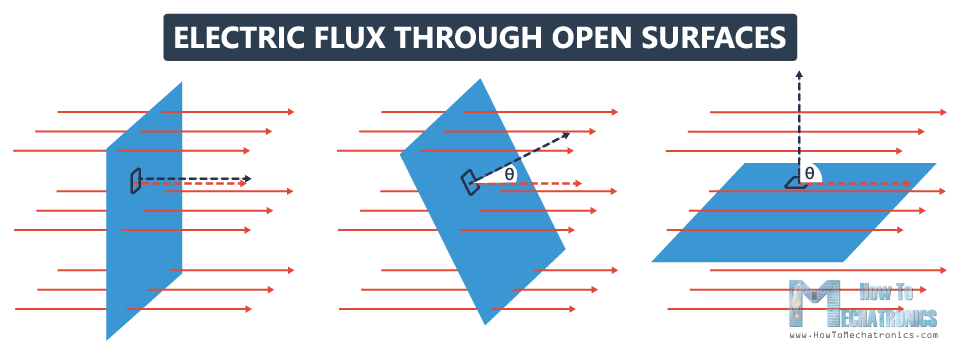 ELECTRIC FLUX THROUGH OPEN SURFACES
θ
θ
How To
MECHATRONICS
www.HowToMechatronics.com